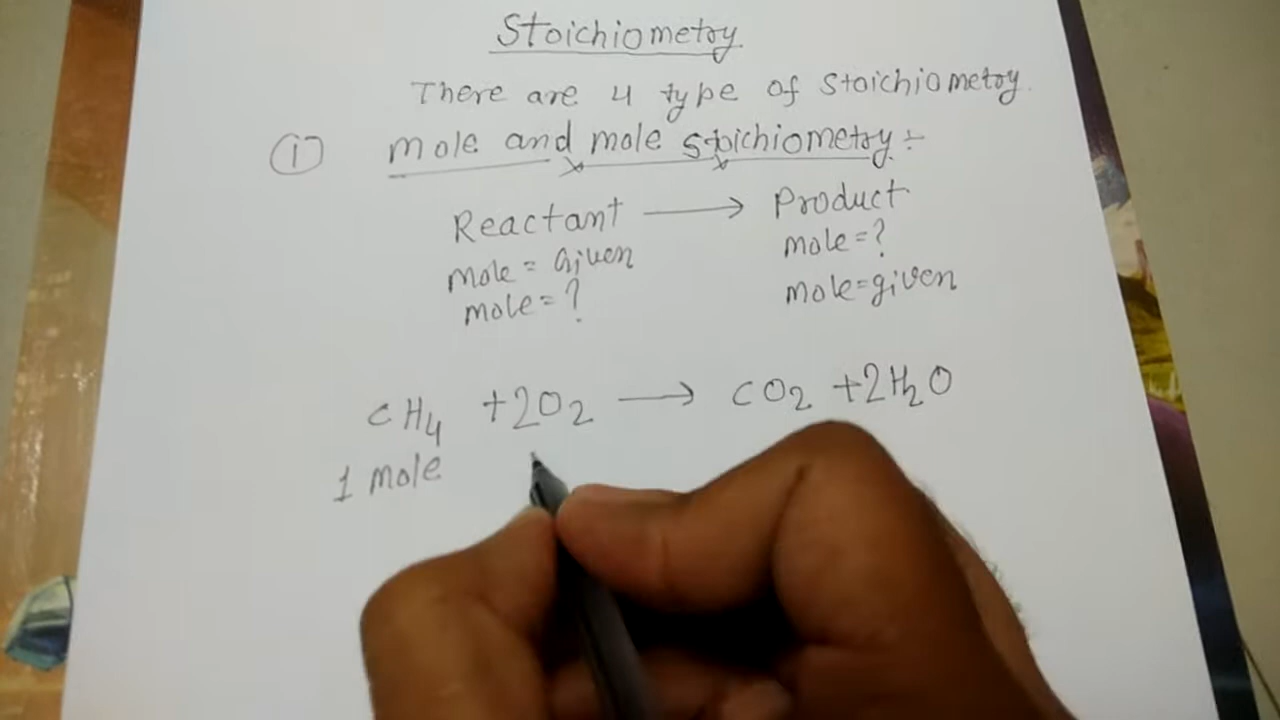 Stoichiometry
There are 4 type of Stoichiometry.
(1) mole and mole stoichiometry :-
Reactant → Product
mole = Given mole = ?
mole = ? mole = given
CH4 + 2O2 → CO2 + 2H2O
1 mole